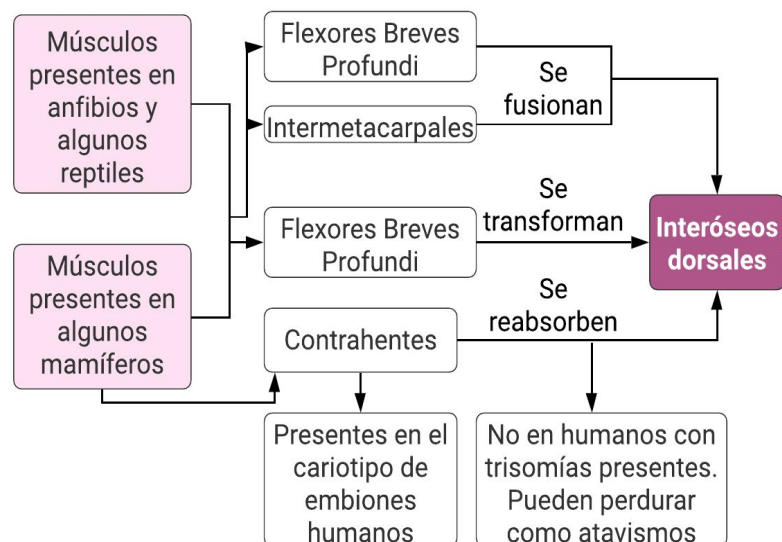 Músculos
presentes en
anfibios y
algunos
reptiles
Flexores Breves
Profundi
Intermetacarpales
Se
fusionan
Músculos
presentes en
algunos
mamíferos
Flexores Breves
Profundi
Se
transforman
Interóseos
dorsales
Contrahentes
Se
reabsorben
Presentes en el
cariotipo de
embiones
humanos
No en humanos con
trisomías presentes.
Pueden perdurar
como atavismos